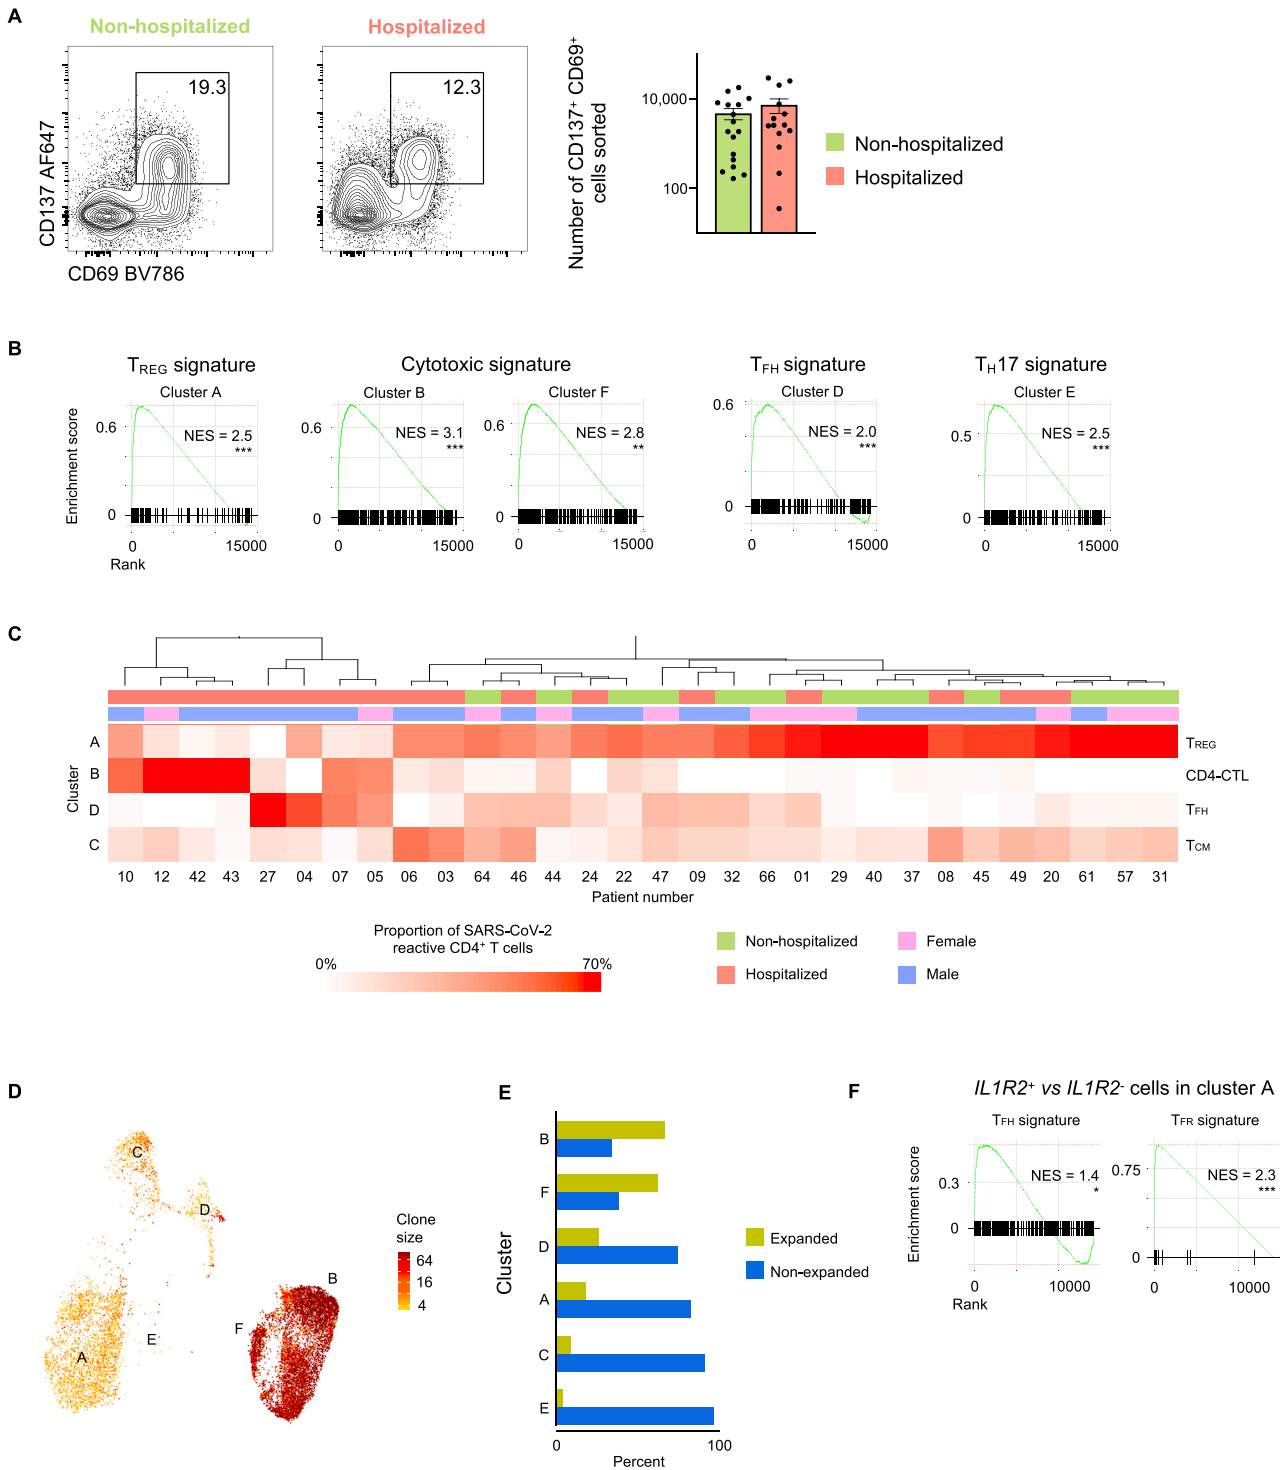 A
Non-hospitalized
Hospitalized
19.3
12.3
CD137 AF647
CD69 BV786
Number of CD137⁺ CD69⁺
cells sorted
10,000
100
Non-hospitalized
Hospitalized
B
T_REG signature
Cytotoxic signature
T_FH signature
T_H17 signature
Cluster A
Cluster B
Cluster F
Cluster D
Cluster E
Enrichment score
0.6
0
NES = 2.5
***
0 15000
Rank
0.6
0
NES = 3.1
***
0 15000
0.6
0
NES = 2.8
**
0 15000
0.6
0
NES = 2.0
***
0 15000
0.5
0
NES = 2.5
***
0 15000
C
Cluster
A TREG
B CD4-CTL
D TFH
C TCM
10 12 42 43 27 04 07 05 06 03 64 46 44 24 22 47 09 32 66 01 29 40 37 08 45 49 20 61 57 31
Patient number
Proportion of SARS-CoV-2
reactive CD4⁺ T cells
0% 70%
Non-hospitalized
Hospitalized
Female
Male
D
C
D
B
F
E
A
Clone
size
64
16
4
E
Cluster
B
F
D
A
C
E
0 100
Percent
Expanded
Non-expanded
F
IL1R2⁺ vs IL1R2⁻ cells in cluster A
TFH signature
TFR signature
Enrichment score
0.3
0
NES = 1.4
*
0 10000
Rank
0.75
0
NES = 2.3
***
0 10000